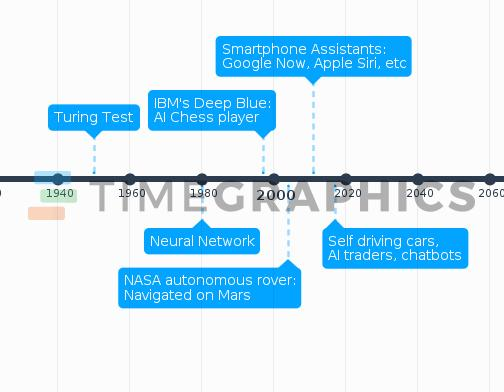 Smartphone Assistants:
Google Now, Apple Siri, etc
IBM's Deep Blue:
AI Chess player
Turing Test
1940
1960
1980
2000
2020
2040
2060
TIMEGRAPHICS
Neural Network
Self driving cars,
AI traders, chatbots
NASA autonomous rover:
Navigated on Mars